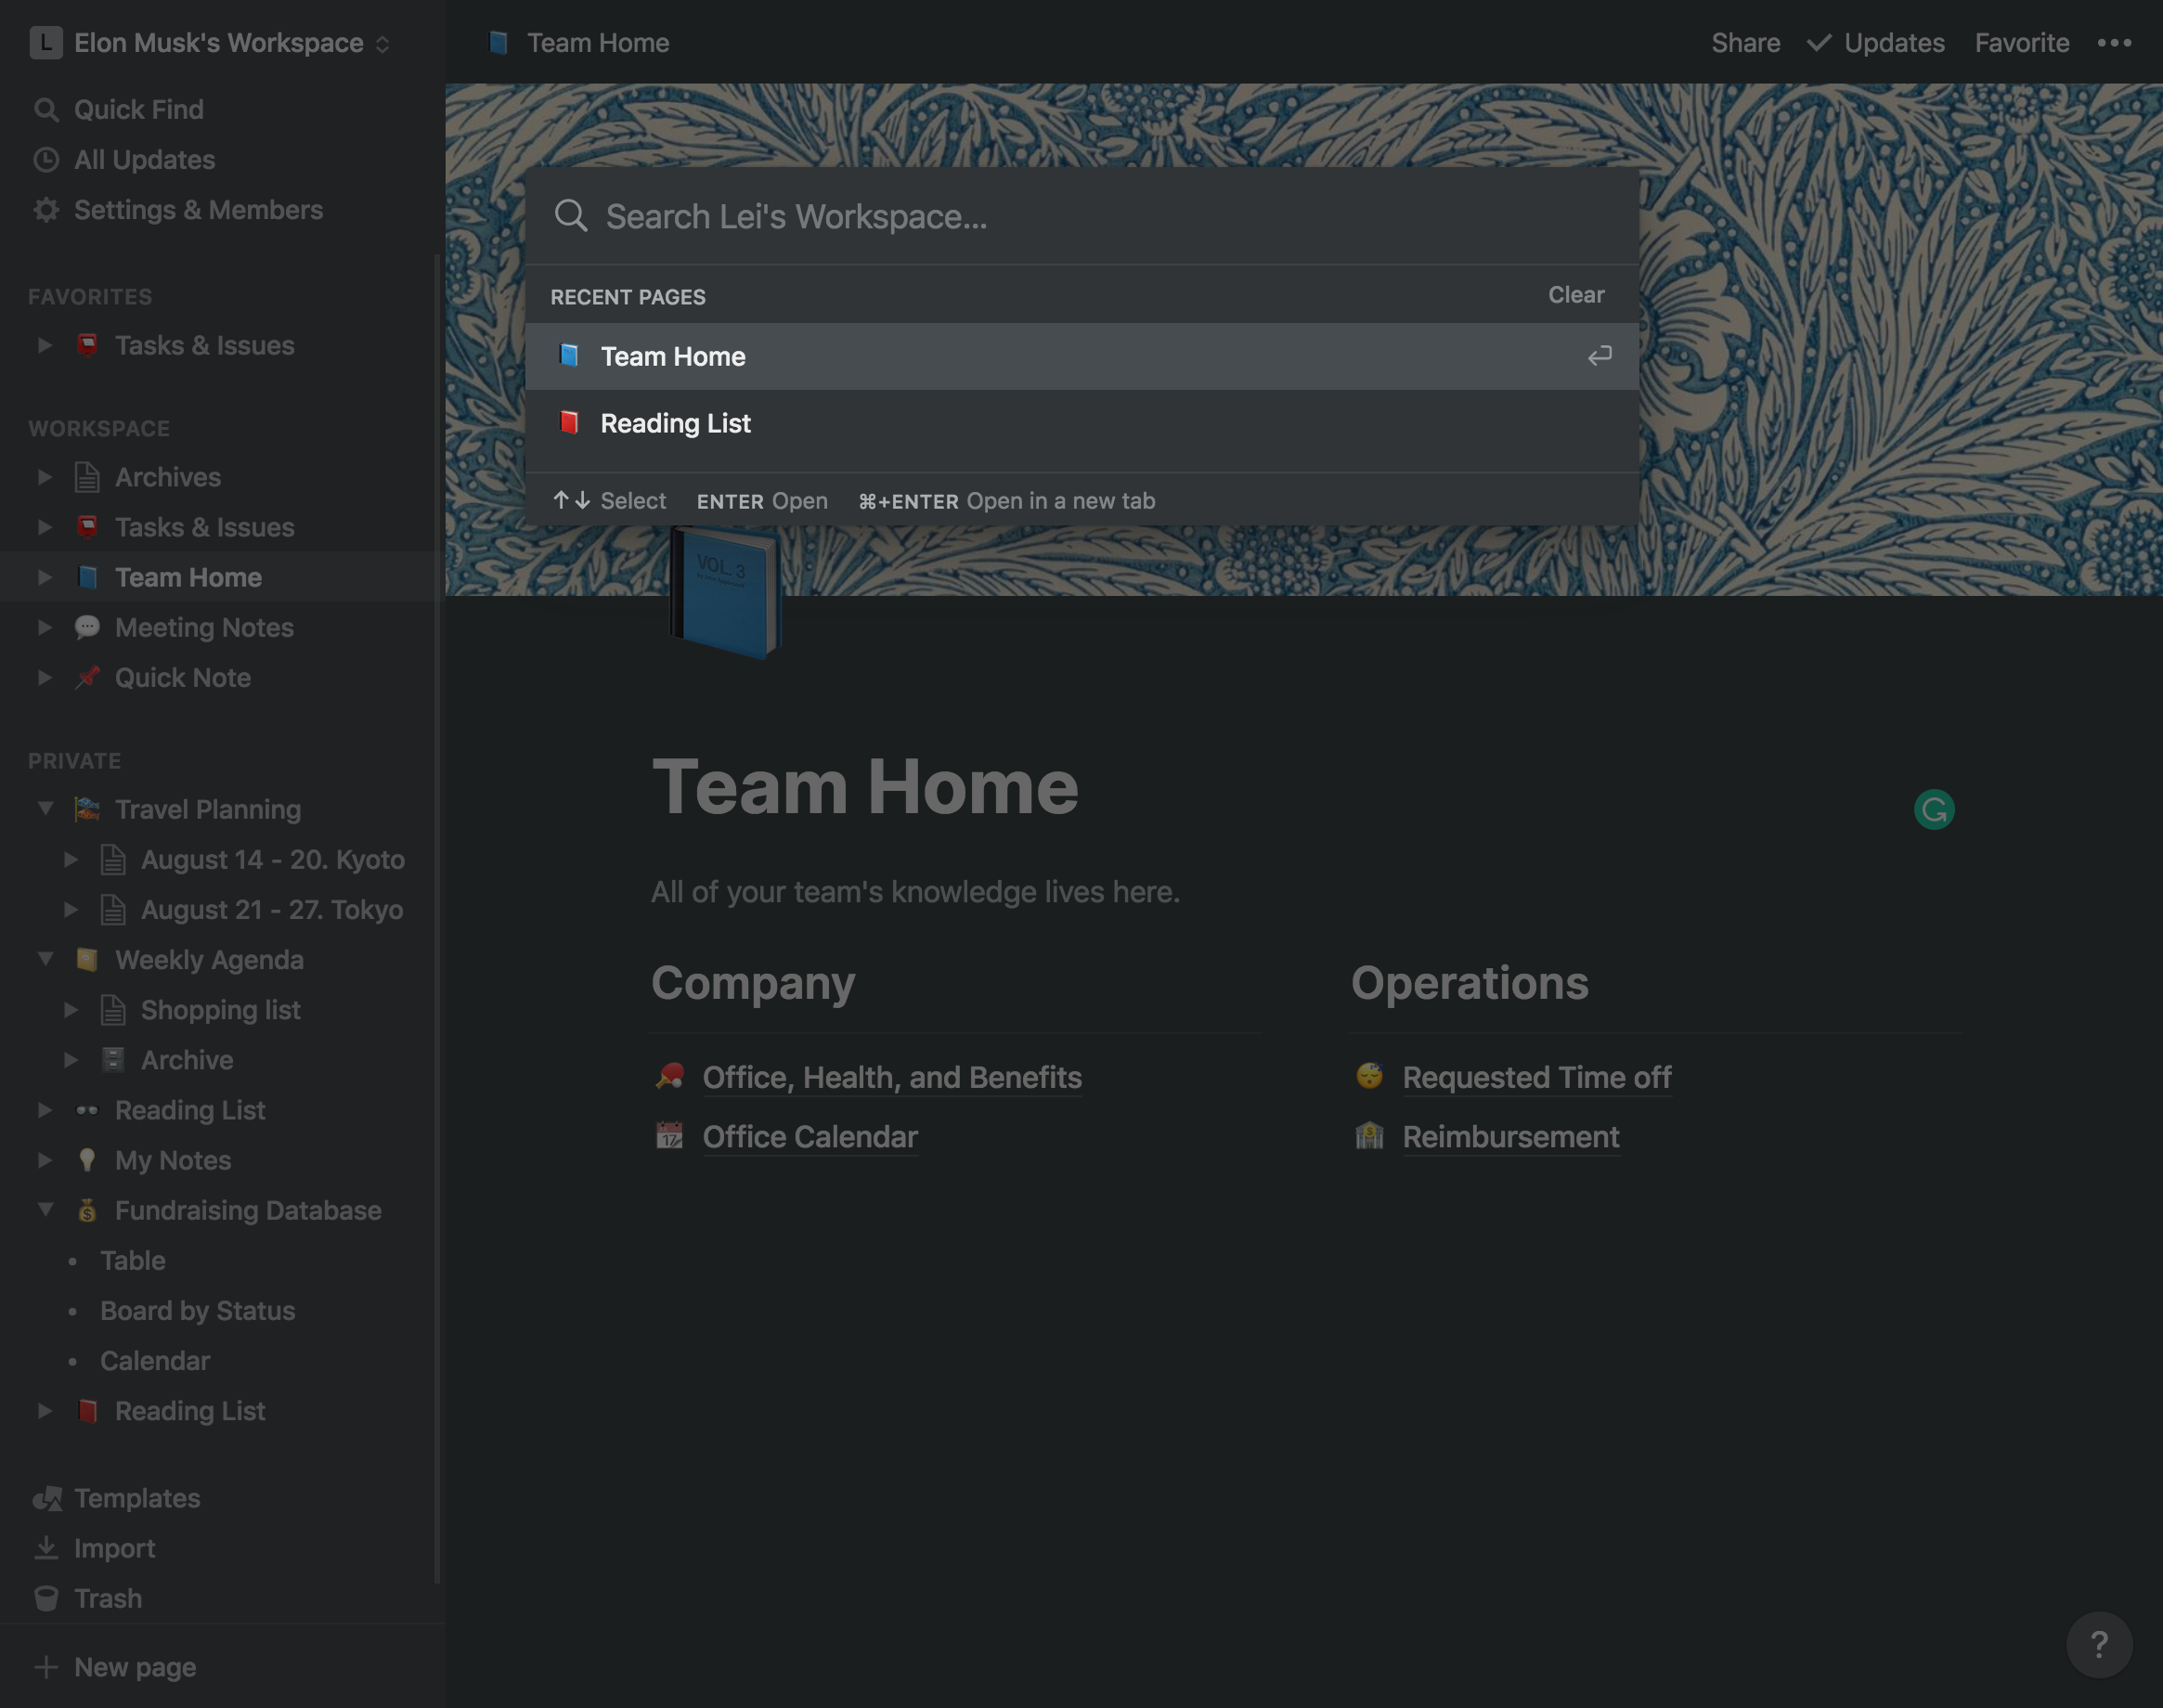 L Elon Musk's Workspace
Quick Find
All Updates
Settings & Members
FAVORITES
Tasks & Issues
WORKSPACE
Archives
Tasks & Issues
Team Home
Meeting Notes
Quick Note
PRIVATE
Travel Planning
August 14 - 20. Kyoto
August 21 - 27. Tokyo
Weekly Agenda
Shopping list
Archive
Reading List
My Notes
Fundraising Database
Table
Board by Status
Calendar
Reading List
Templates
Import
Trash
New page
Team Home
Share Updates Favorite
Search Lei's Workspace...
RECENT PAGES Clear
Team Home
Reading List
↑↓ Select ENTER Open ⌘+ENTER Open in a new tab
VOL. 3
Team Home
All of your team's knowledge lives here.
Company
Office, Health, and Benefits
17 Office Calendar
Operations
Requested Time off
Reimbursement
?